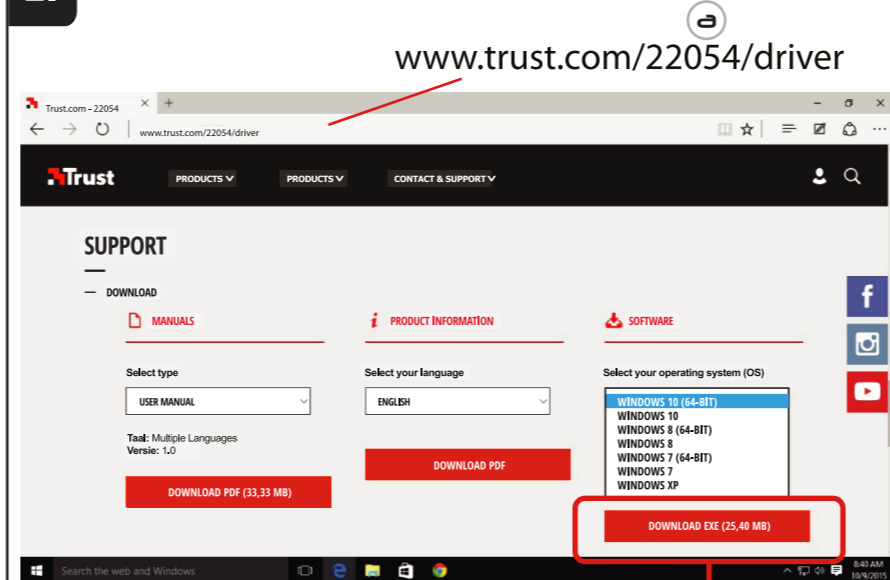 a
www.trust.com/22054/driver
Trust.com - 22054
www.trust.com/22054/driver
Trust PRODUCTS PRODUCTS CONTACT & SUPPORT
SUPPORT
— DOWNLOAD
MANUALS
Select type
USER MANUAL
Taal: Multiple Languages
Versie: 1.0
DOWNLOAD PDF (33,33 MB)
i PRODUCT INFORMATION
Select your language
ENGLISH
DOWNLOAD PDF
SOFTWARE
Select your operating system (OS)
WINDOWS 10 (64-BIT)
WINDOWS 10
WINDOWS 8 (64-BIT)
WINDOWS 8
WINDOWS 7 (64-BIT)
WINDOWS 7
WINDOWS XP
DOWNLOAD EXE (25,40 MB)
f
Search the web and Windows
8:40 AM
10/9/2015